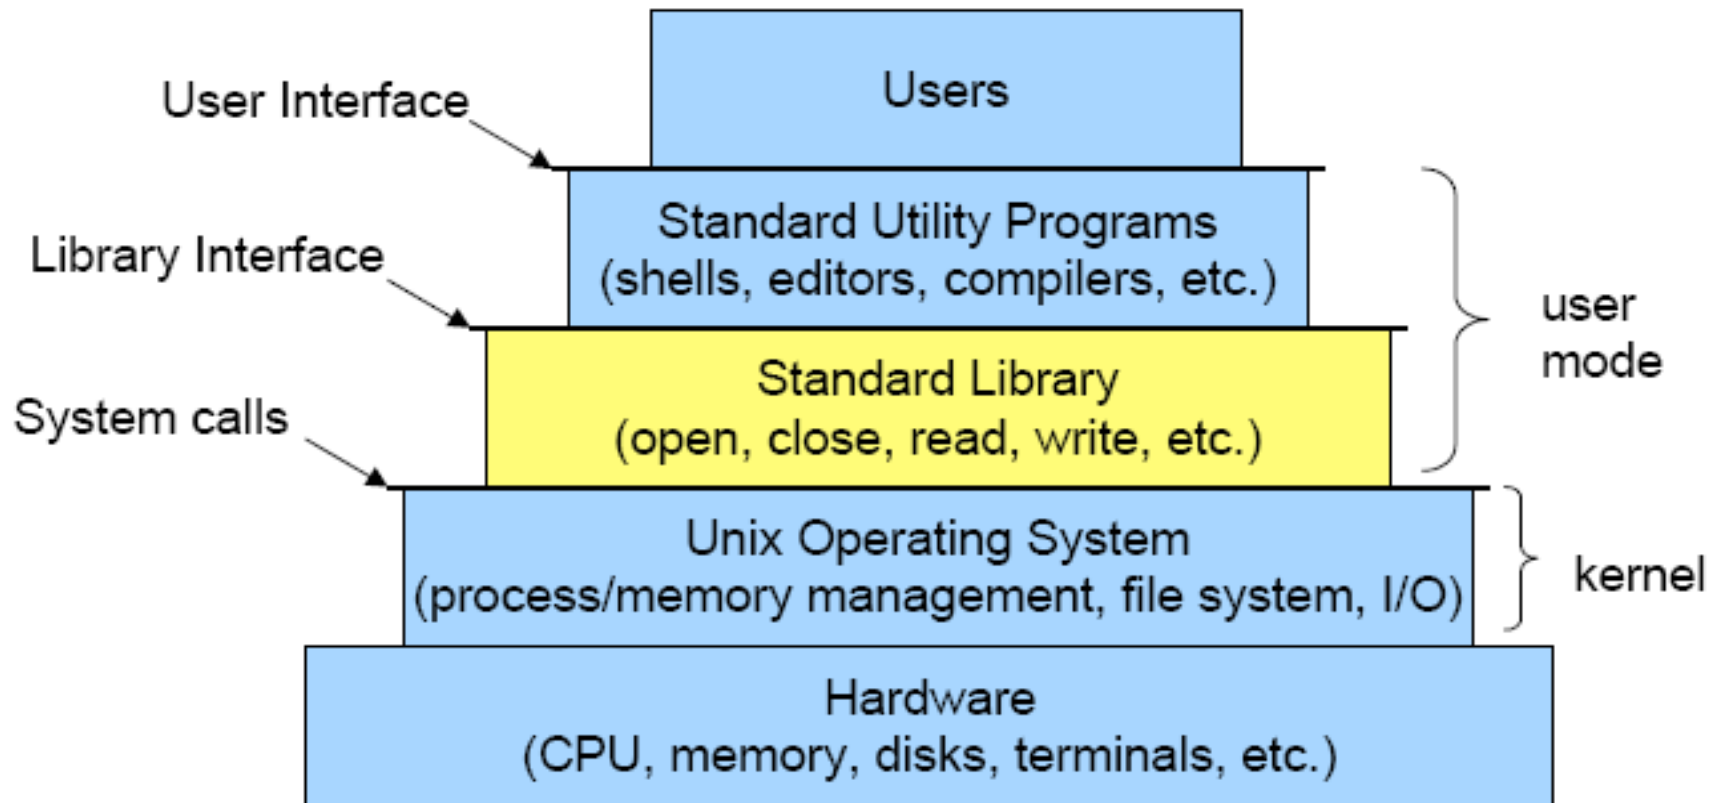 Users
User Interface
Standard Utility Programs
(shells, editors, compilers, etc.)
Library Interface
user
mode
Standard Library
(open, close, read, write, etc.)
System calls
Unix Operating System
(process/memory management, file system, I/O)
kernel
Hardware
(CPU, memory, disks, terminals, etc.)